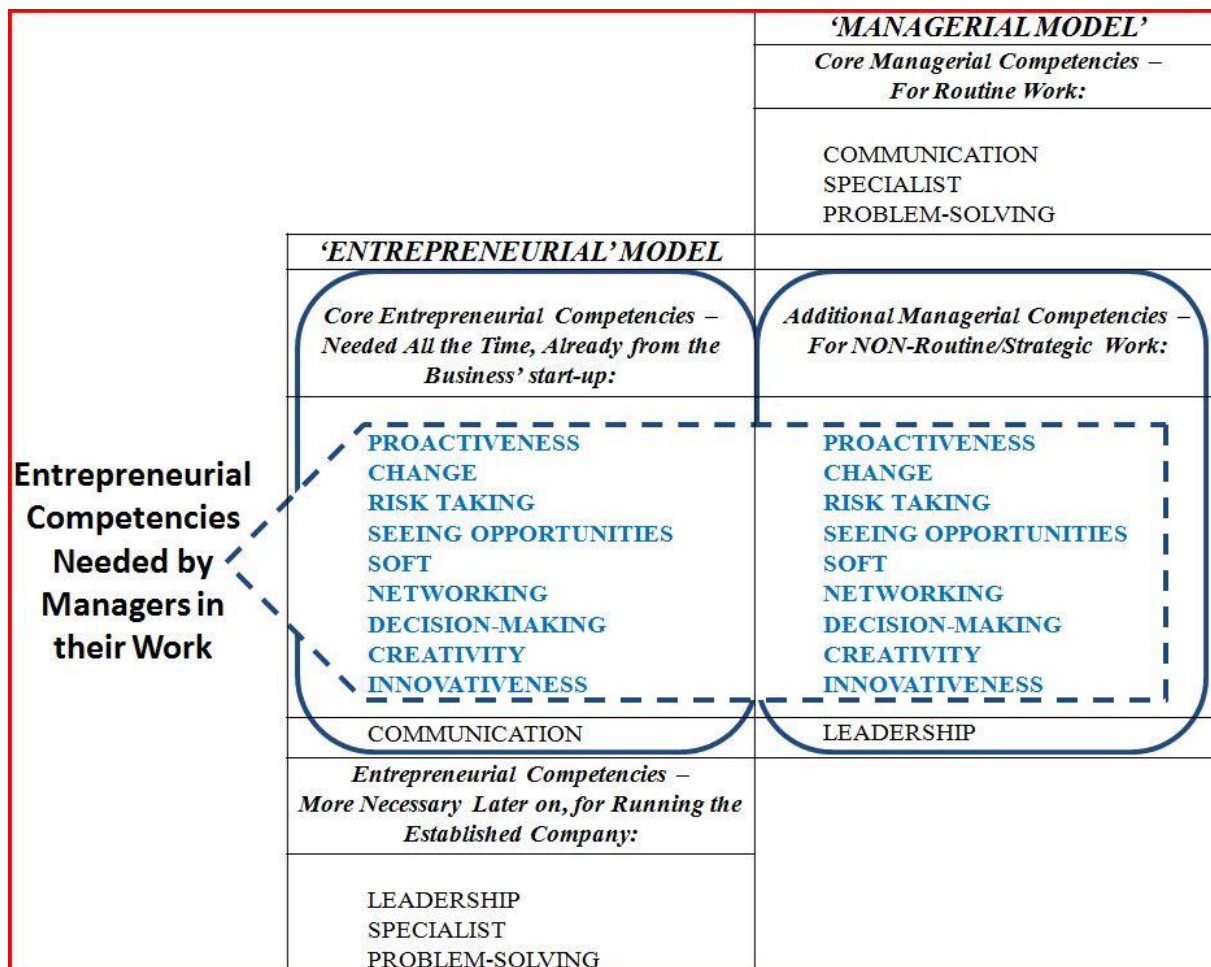 ‘MANAGERIAL MODEL’
Core Managerial Competencies –
For Routine Work:
COMMUNICATION
SPECIALIST
PROBLEM-SOLVING
‘ENTREPRENEURIAL’ MODEL
Core Entrepreneurial Competencies –
Needed All the Time, Already from the
Business’ start-up:
Additional Managerial Competencies –
For NON-Routine/Strategic Work:
Entrepreneurial
Competencies
Needed by
Managers in
their Work
PROACTIVENESS
CHANGE
RISK TAKING
SEEING OPPORTUNITIES
SOFT
NETWORKING
DECISION-MAKING
CREATIVITY
INNOVATIVENESS
COMMUNICATION
PROACTIVENESS
CHANGE
RISK TAKING
SEEING OPPORTUNITIES
SOFT
NETWORKING
DECISION-MAKING
CREATIVITY
INNOVATIVENESS
LEADERSHIP
Entrepreneurial Competencies –
More Necessary Later on, for Running the
Established Company:
LEADERSHIP
SPECIALIST
PROBLEM-SOLVING